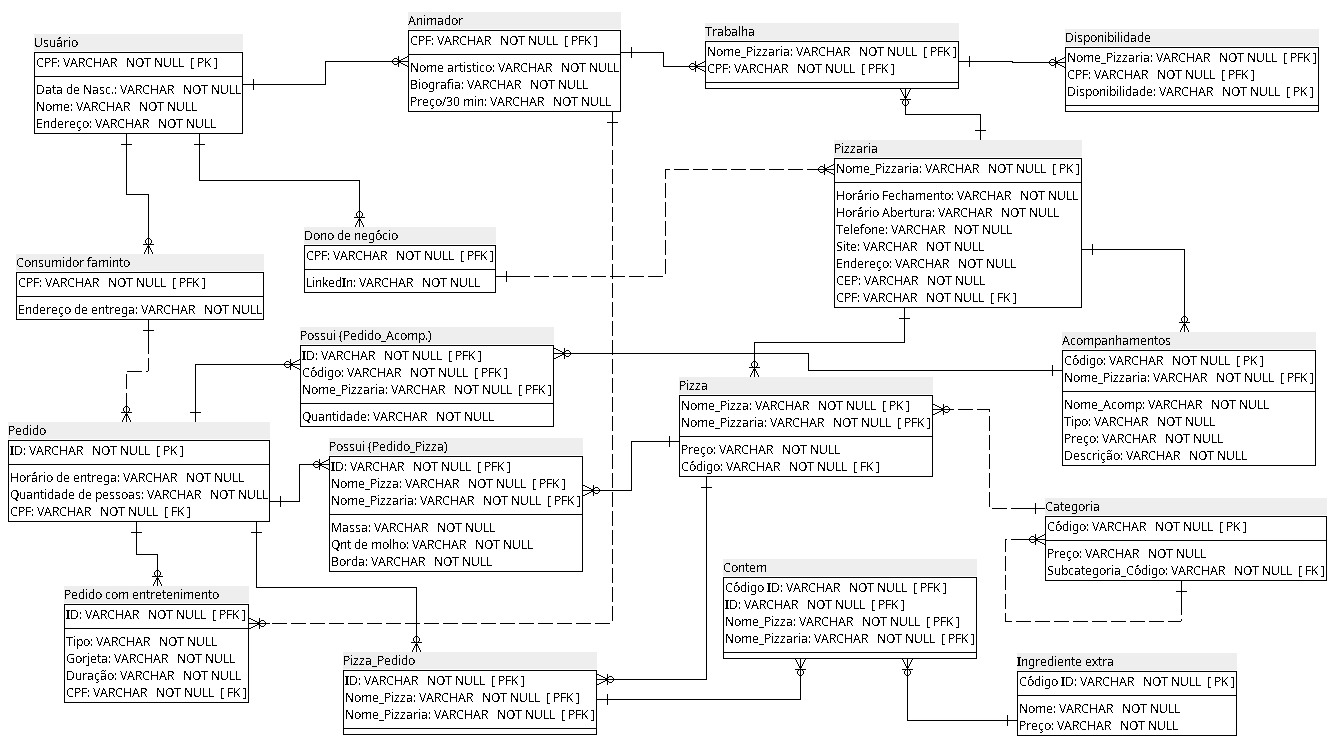 Usuário
CPF: VARCHAR NOT NULL [PK]
Data de Nasc.: VARCHAR NOT NULL
Nome: VARCHAR NOT NULL
Endereço: VARCHAR NOT NULL
Animador
CPF: VARCHAR NOT NULL [PFK]
Nome artistico: VARCHAR NOT NULL
Biografia: VARCHAR NOT NULL
Preço/30 min: VARCHAR NOT NULL
Trabalha
Nome_Pizzaria: VARCHAR NOT NULL [PFK]
CPF: VARCHAR NOT NULL [PFK]
Disponibilidade
Nome_Pizzaria: VARCHAR NOT NULL [PFK]
CPF: VARCHAR NOT NULL [PFK]
Disponibilidade: VARCHAR NOT NULL [PK]
Pizzaria
Nome_Pizzaria: VARCHAR NOT NULL [PK]
Horário Fechamento: VARCHAR NOT NULL
Horário Abertura: VARCHAR NOT NULL
Telefone: VARCHAR NOT NULL
Site: VARCHAR NOT NULL
Endereço: VARCHAR NOT NULL
CEP: VARCHAR NOT NULL
CPF: VARCHAR NOT NULL [FK]
Dono de negócio
CPF: VARCHAR NOT NULL [PFK]
LinkedIn: VARCHAR NOT NULL
Consumidor faminto
CPF: VARCHAR NOT NULL [PFK]
Endereço de entrega: VARCHAR NOT NULL
Possui {Pedido_Acomp.)
ID: VARCHAR NOT NULL [PFK]
Código: VARCHAR NOT NULL [PFK]
Nome_Pizzaria: VARCHAR NOT NULL [PFK]
Quantidade: VARCHAR NOT NULL
Acompanhamentos
Código: VARCHAR NOT NULL [PK]
Nome_Pizzaria: VARCHAR NOT NULL [PFK]
Nome_Acomp: VARCHAR NOT NULL
Tipo: VARCHAR NOT NULL
Preço: VARCHAR NOT NULL
Descrição: VARCHAR NOT NULL
Pizza
Nome_Pizza: VARCHAR NOT NULL [PK]
Nome_Pizzaria: VARCHAR NOT NULL [PFK]
Preço: VARCHAR NOT NULL
Código: VARCHAR NOT NULL [FK]
Pedido
ID: VARCHAR NOT NULL [PK]
Horário de entrega: VARCHAR NOT NULL
Quantidade de pessoas: VARCHAR NOT NULL
CPF: VARCHAR NOT NULL [FK]
Possui {Pedido_Pizza)
ID: VARCHAR NOT NULL [PFK]
Nome_Pizza: VARCHAR NOT NULL [PFK]
Nome_Pizzaria: VARCHAR NOT NULL [PFK]
Massa: VARCHAR NOT NULL
Qnt de molho: VARCHAR NOT NULL
Borda: VARCHAR NOT NULL
Categoria
Código: VARCHAR NOT NULL [PK]
Preço: VARCHAR NOT NULL
Subcategoria_Código: VARCHAR NOT NULL [FK]
Contem
Código ID: VARCHAR NOT NULL [PFK]
ID: VARCHAR NOT NULL [PFK]
Nome_Pizza: VARCHAR NOT NULL [PFK]
Nome_Pizzaria: VARCHAR NOT NULL [PFK]
Pedido com entretenimento
ID: VARCHAR NOT NULL [PFK]
Tipo: VARCHAR NOT NULL
Gorjeta: VARCHAR NOT NULL
Duração: VARCHAR NOT NULL
CPF: VARCHAR NOT NULL [FK]
Pizza_Pedido
ID: VARCHAR NOT NULL [PFK]
Nome_Pizza: VARCHAR NOT NULL [PFK]
Nome_Pizzaria: VARCHAR NOT NULL [PFK]
Ingrediente extra
Código ID: VARCHAR NOT NULL [PK]
Nome: VARCHAR NOT NULL
Preço: VARCHAR NOT NULL